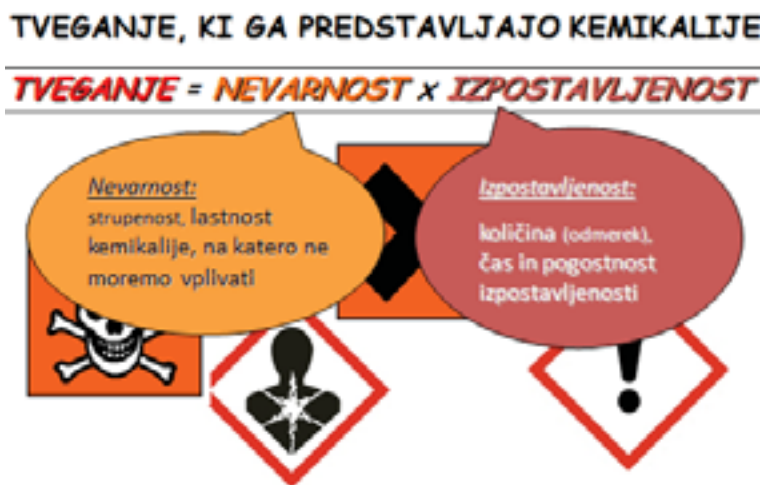 TVEGANJE, KI GA PREDSTAVLJAJO KEMIKALIJE
TVEGANJE = NEVARNOST x IZPOSTAVLJENOST
Nevarnost:
strupenost, lastnost
kemikalije, na katero ne
moremo vplivati
Izpostavljenost:
količina (odmerek),
čas in pogostnost
izpostavljenosti